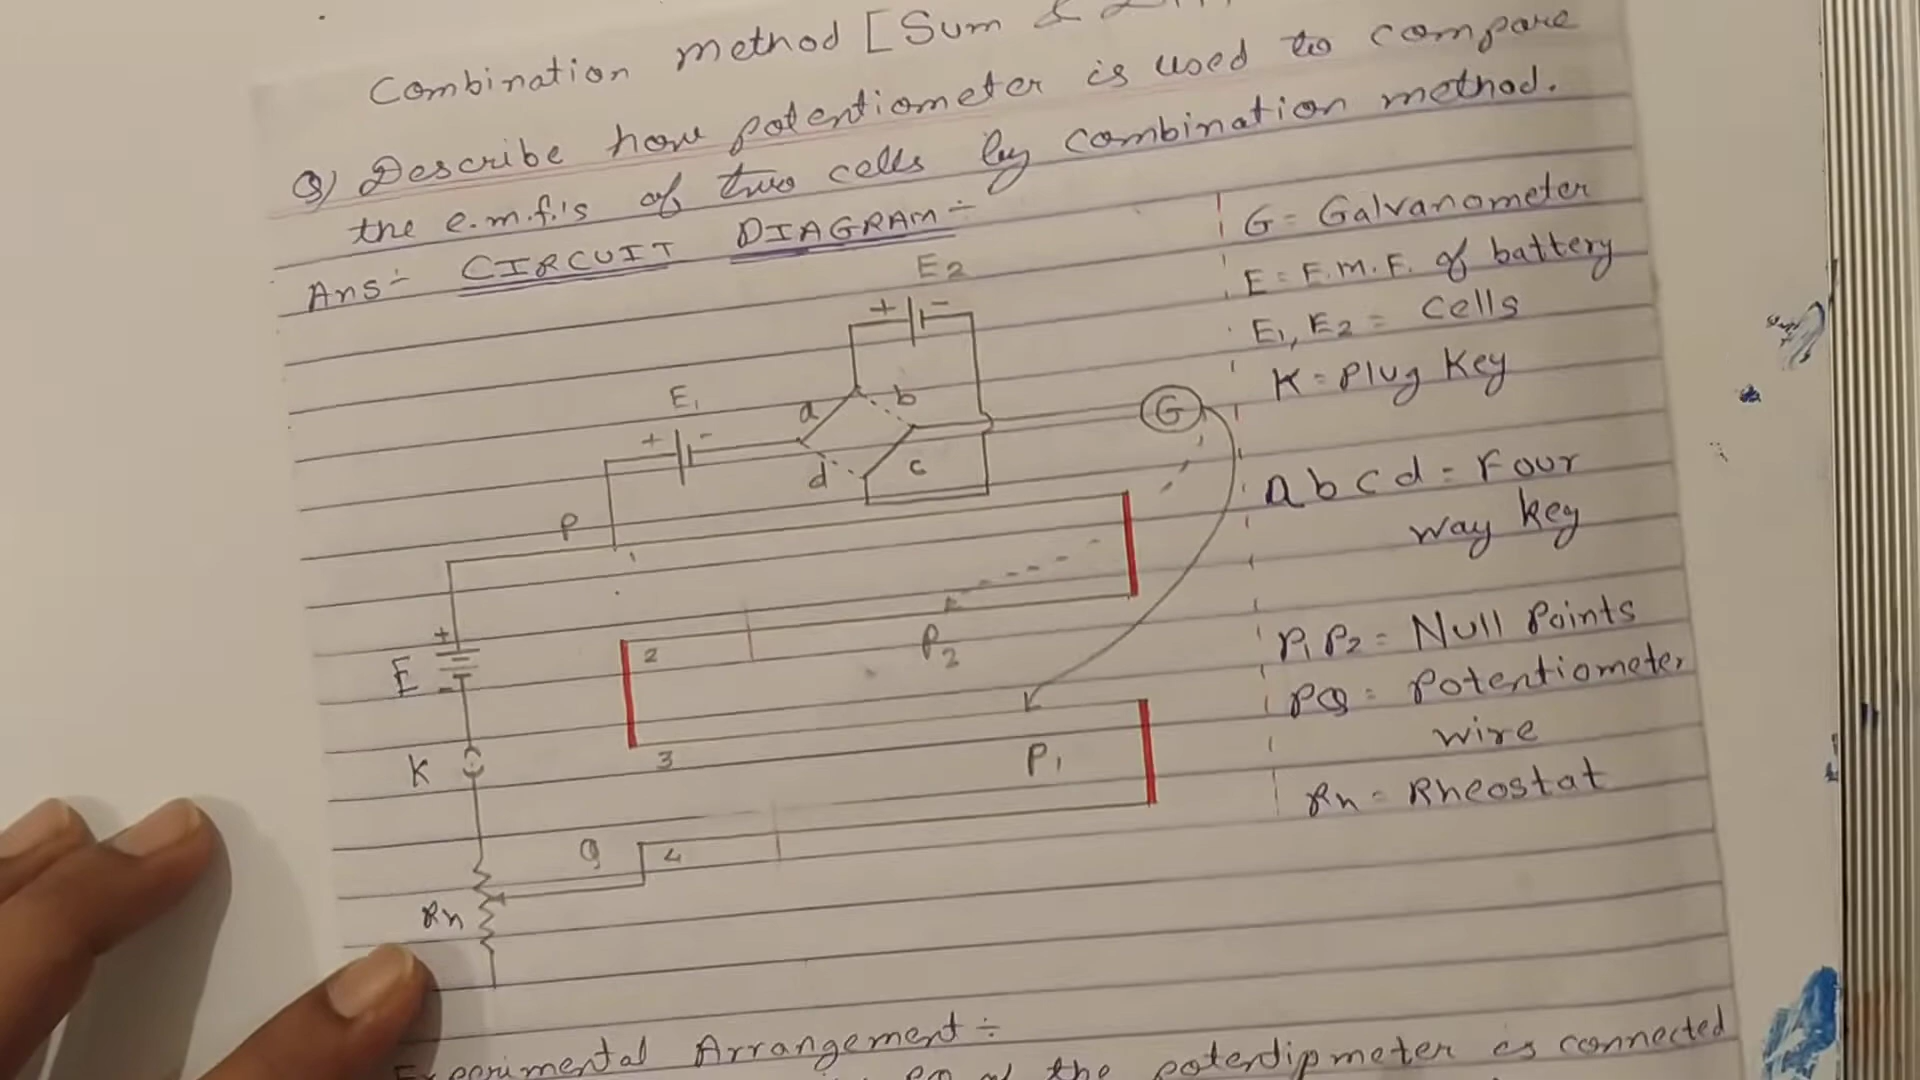 Combination method [Sum &
Q) Describe how potentiometer is used to compare
the e.m.f.'s of two cells by combination method.
Ans÷ CIRCUIT DIAGRAM÷
G = Galvanometer
E = E.M.F. of battery
E1, E2 = Cells
K = Plug Key
a b c d = Four
way key
P1 P2 = Null Points
PQ = Potentiometer
wire
Rh = Rheostat
E2
+ -
E1
+ -
a b
d c
G
P
+
E
-
2
P2
K
3
P1
Q
4
Rh
Experimental Arrangement ÷
the potentiometer is connected